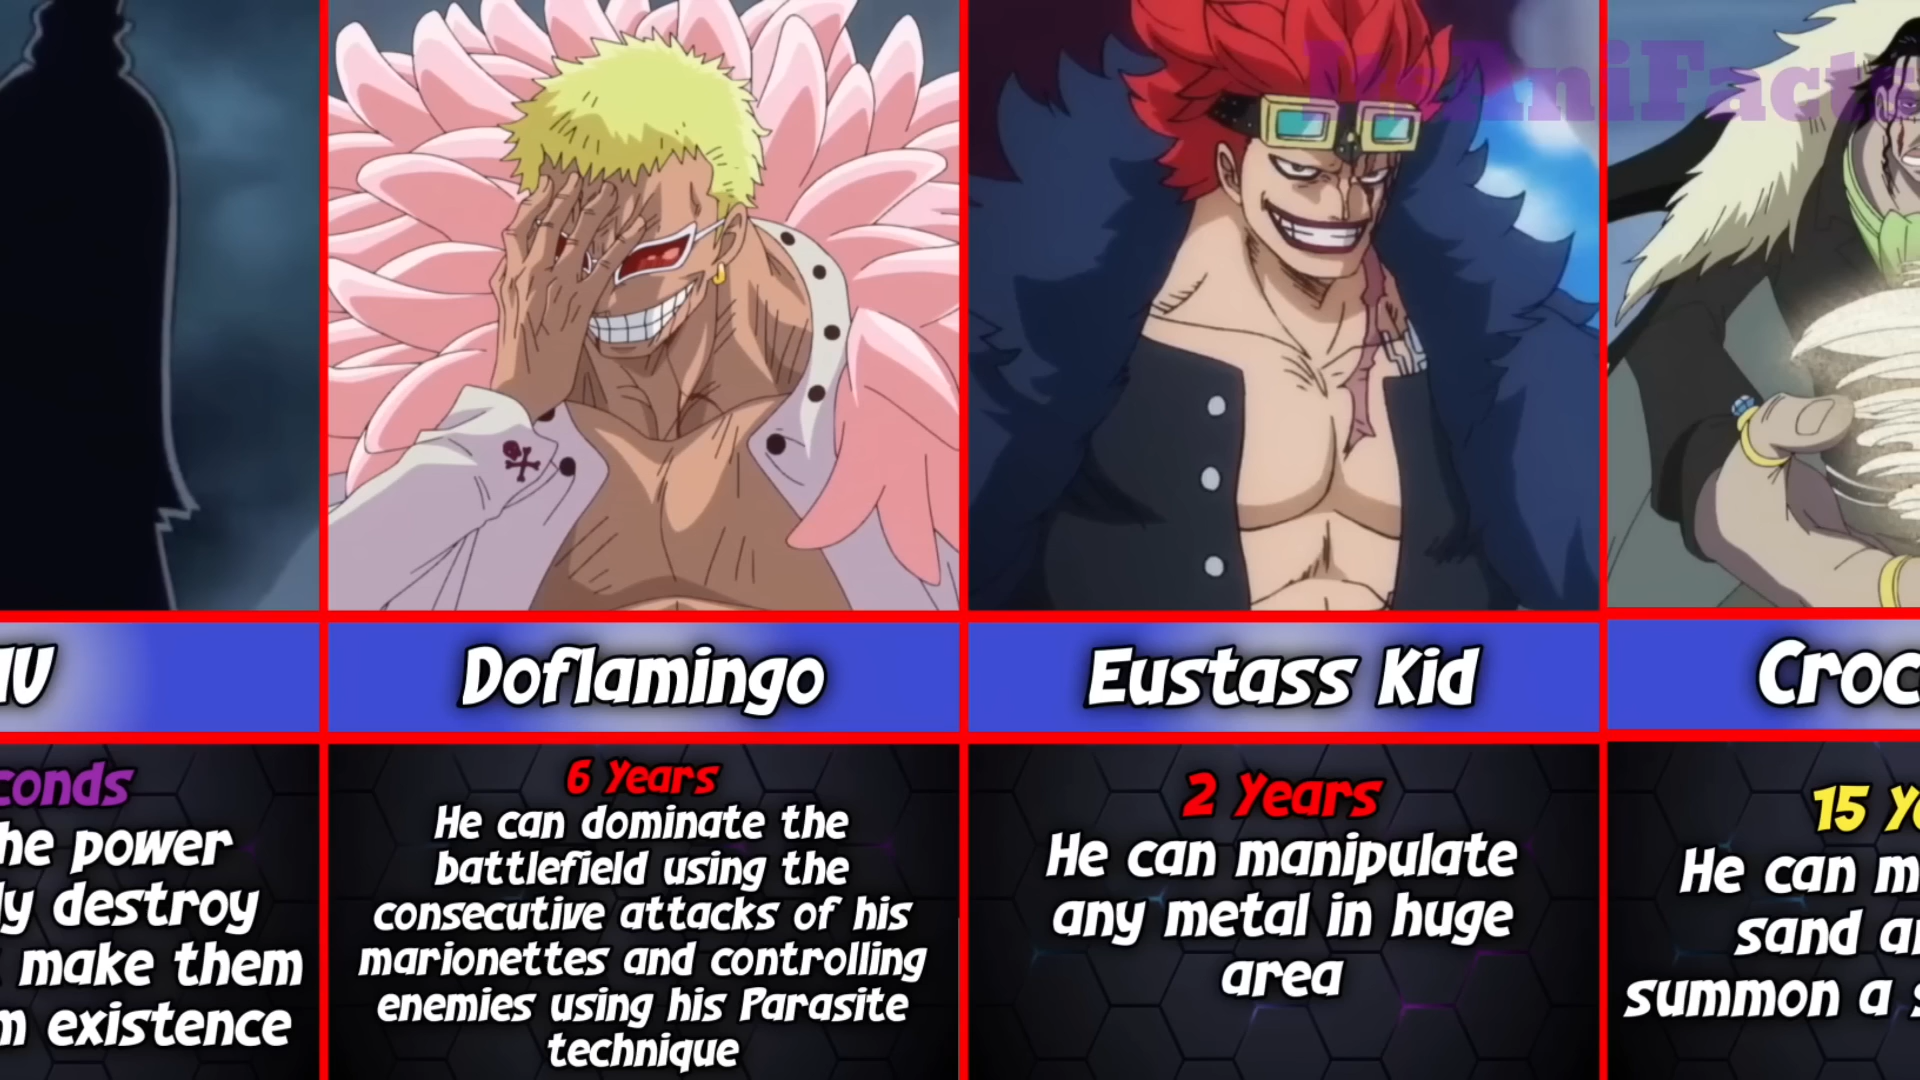 Doflamingo
Eustass Kid
6 Years
He can dominate the
battlefield using the
consecutive attacks of his
marionettes and controlling
enemies using his Parasite
technique
2 Years
He can manipulate
any metal in huge
area
power
destroy
make them
existence
15
He can
sand
summon a